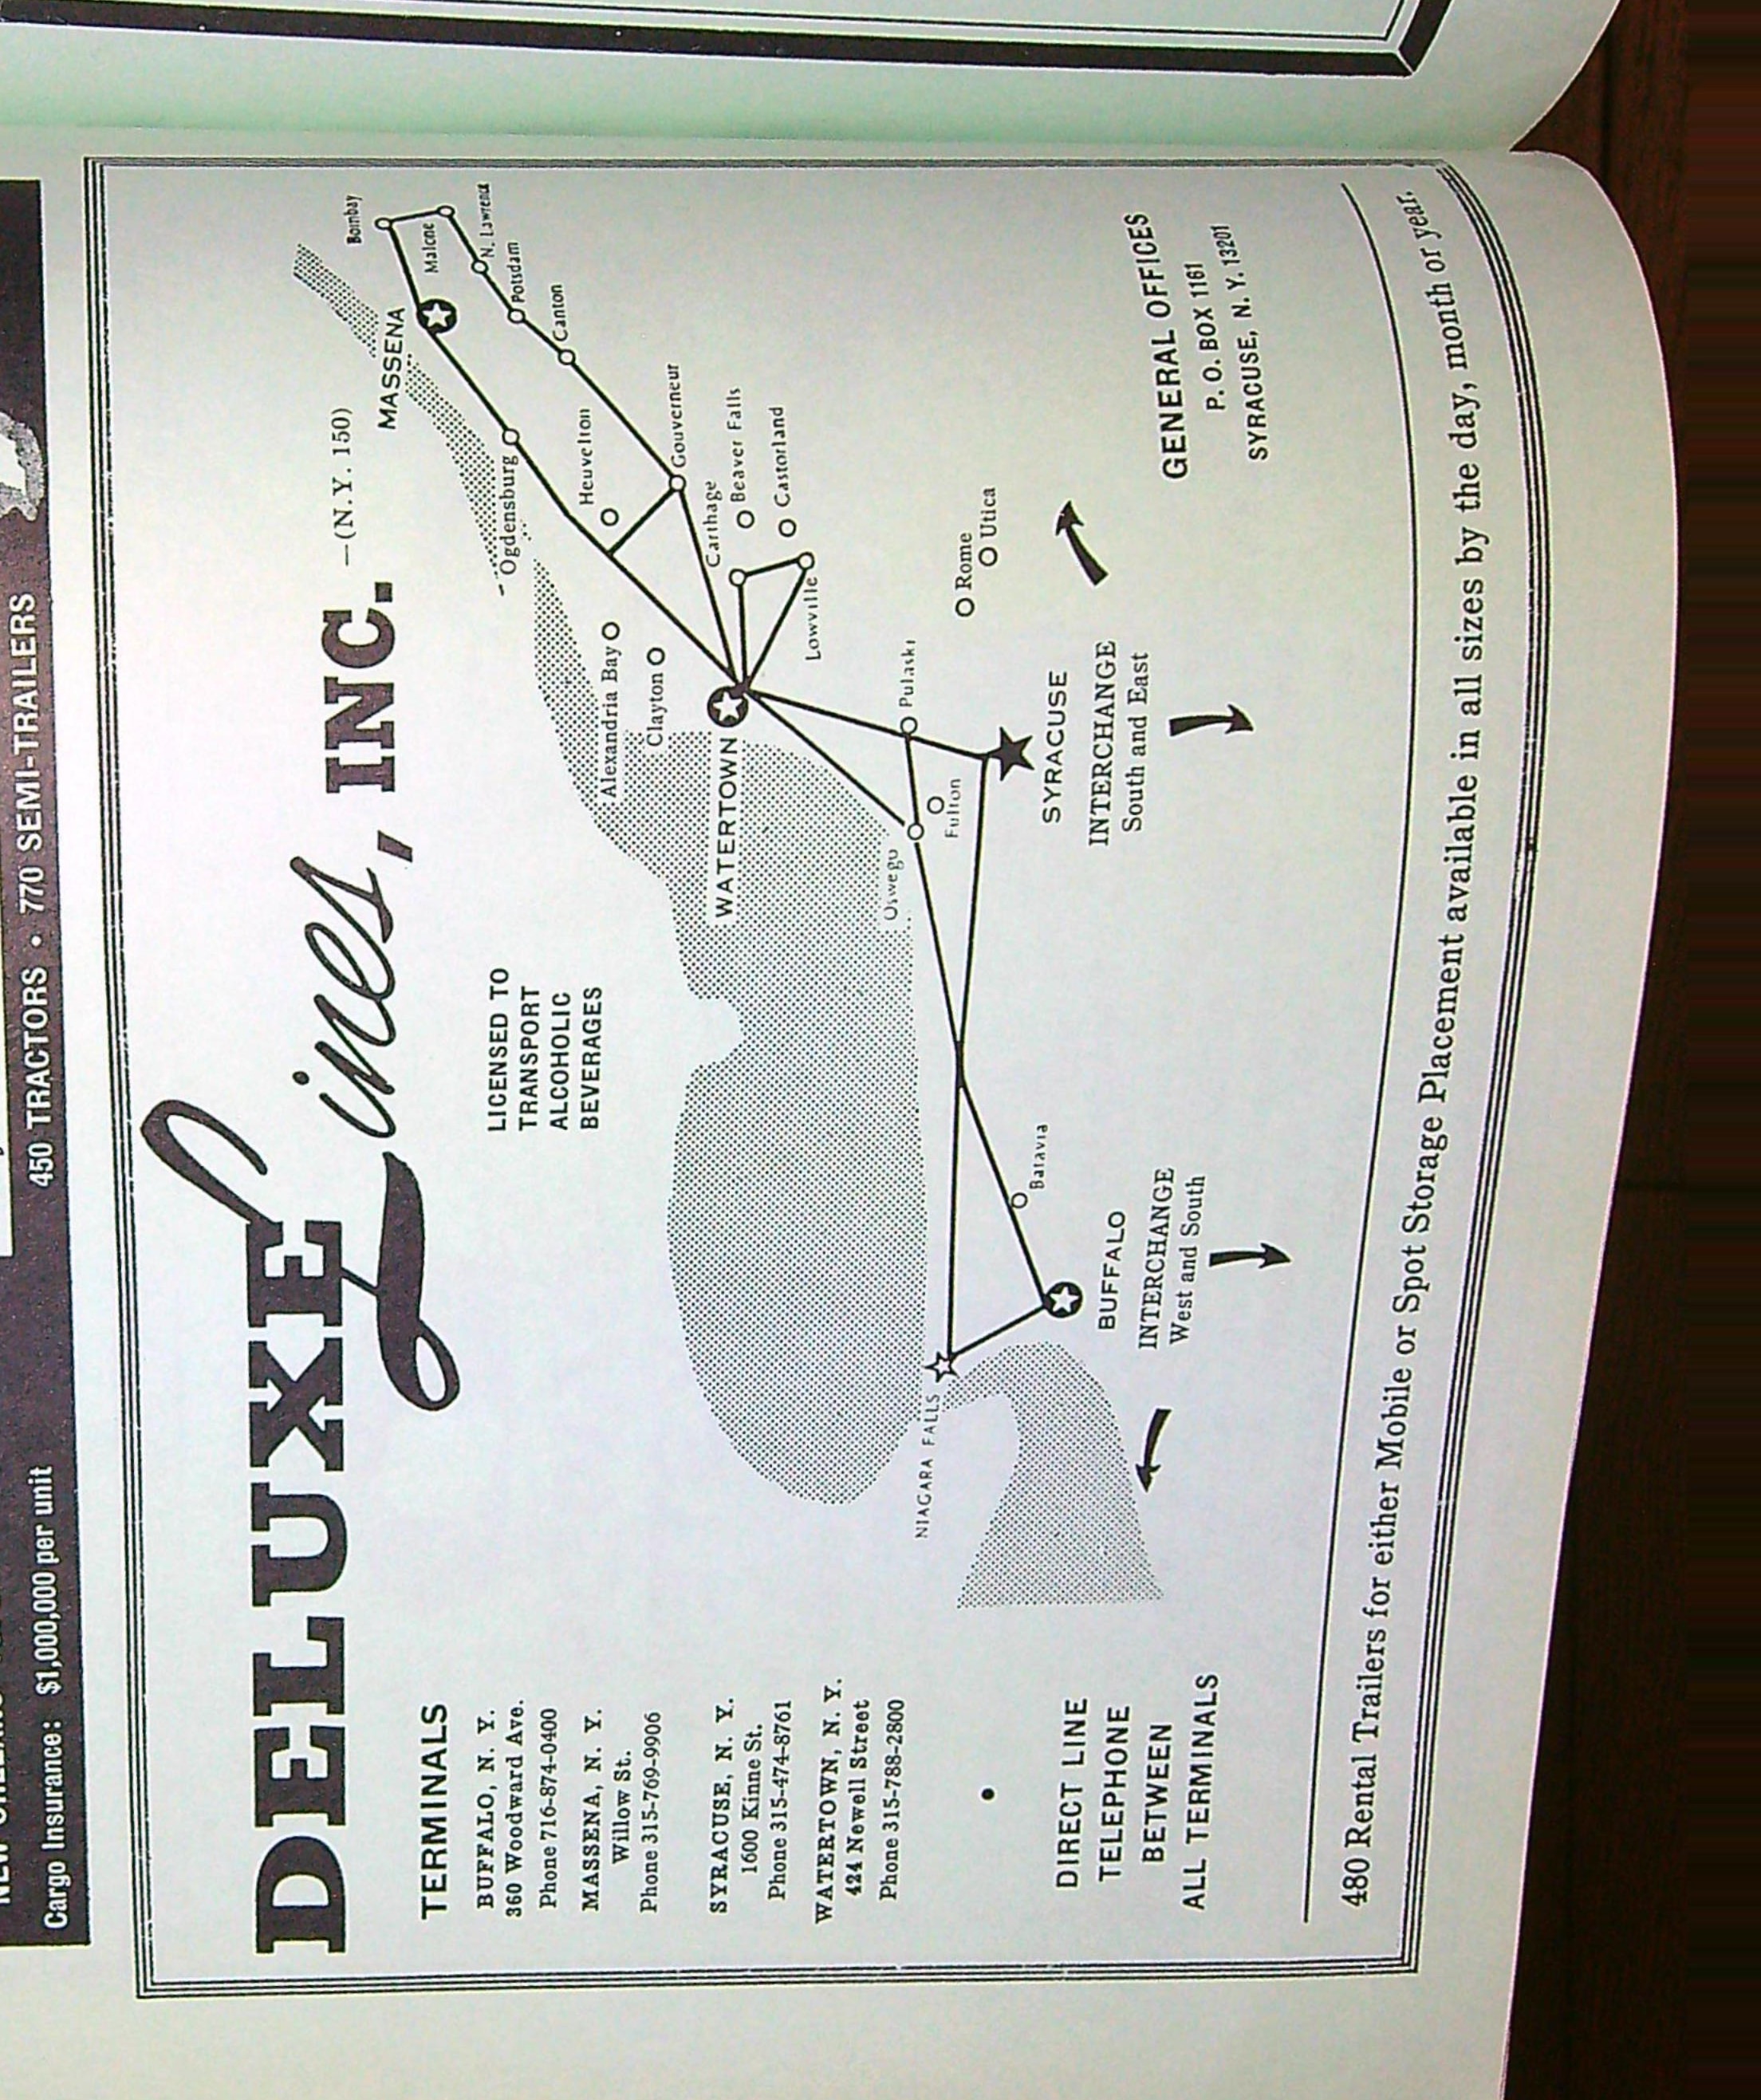 Cargo Insurance: $1,000,000 per unit
450 TRACTORS • 770 SEMI-TRAILERS
DELUXE Lines, INC. —(N.Y. 150)
TERMINALS
BUFFALO, N. Y.
360 Woodward Ave.
Phone 716-874-0400
MASSENA, N. Y.
Willow St.
Phone 315-769-9906
SYRACUSE, N. Y.
1600 Kinne St.
Phone 315-474-8761
WATERTOWN, N. Y.
424 Newell Street
Phone 315-788-2800
•
DIRECT LINE
TELEPHONE
BETWEEN
ALL TERMINALS
LICENSED TO
TRANSPORT
ALCOHOLIC
BEVERAGES
Bombay
MASSENA
Malone
N. Lawrence
Ogdensburg
Potsdam
Canton
Heuvelton
Alexandria Bay
Clayton
Gouverneur
WATERTOWN
Carthage
Beaver Falls
Castorland
Lowville
Oswego
Pulaski
NIAGARA FALLS
Fulton
Rome
Utica
Batavia
SYRACUSE
INTERCHANGE
South and East
BUFFALO
INTERCHANGE
West and South
GENERAL OFFICES
P. O. BOX 1161
SYRACUSE, N. Y. 13201
480 Rental Trailers for either Mobile or Spot Storage Placement available in all sizes by the day, month or year.